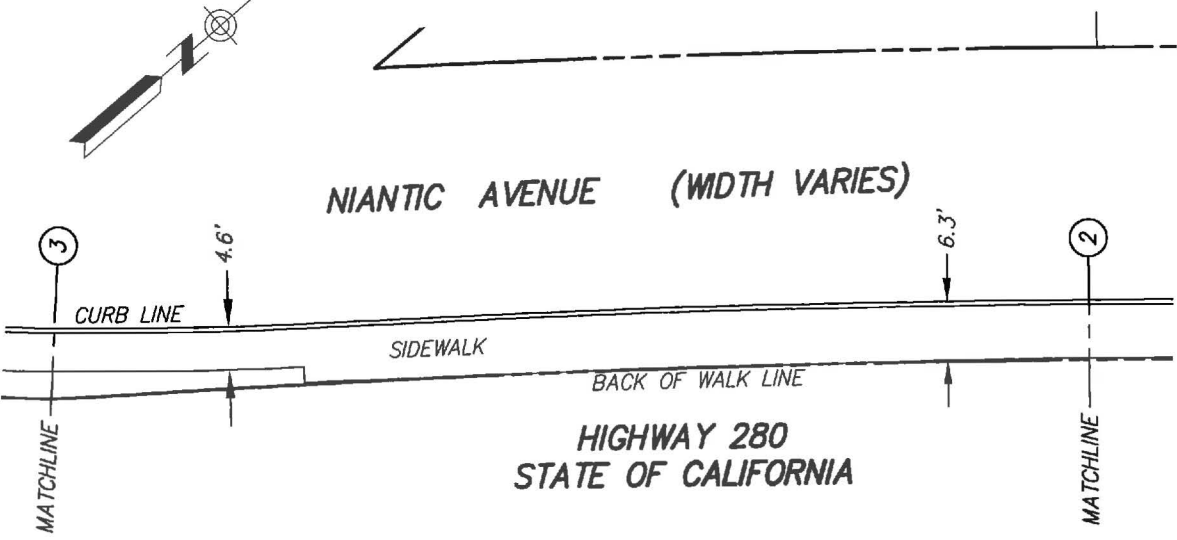 N
NIANTIC AVENUE (WIDTH VARIES)
3
4.6'
6.3'
2
CURB LINE
SIDEWALK
BACK OF WALK LINE
HIGHWAY 280
STATE OF CALIFORNIA
MATCHLINE
MATCHLINE